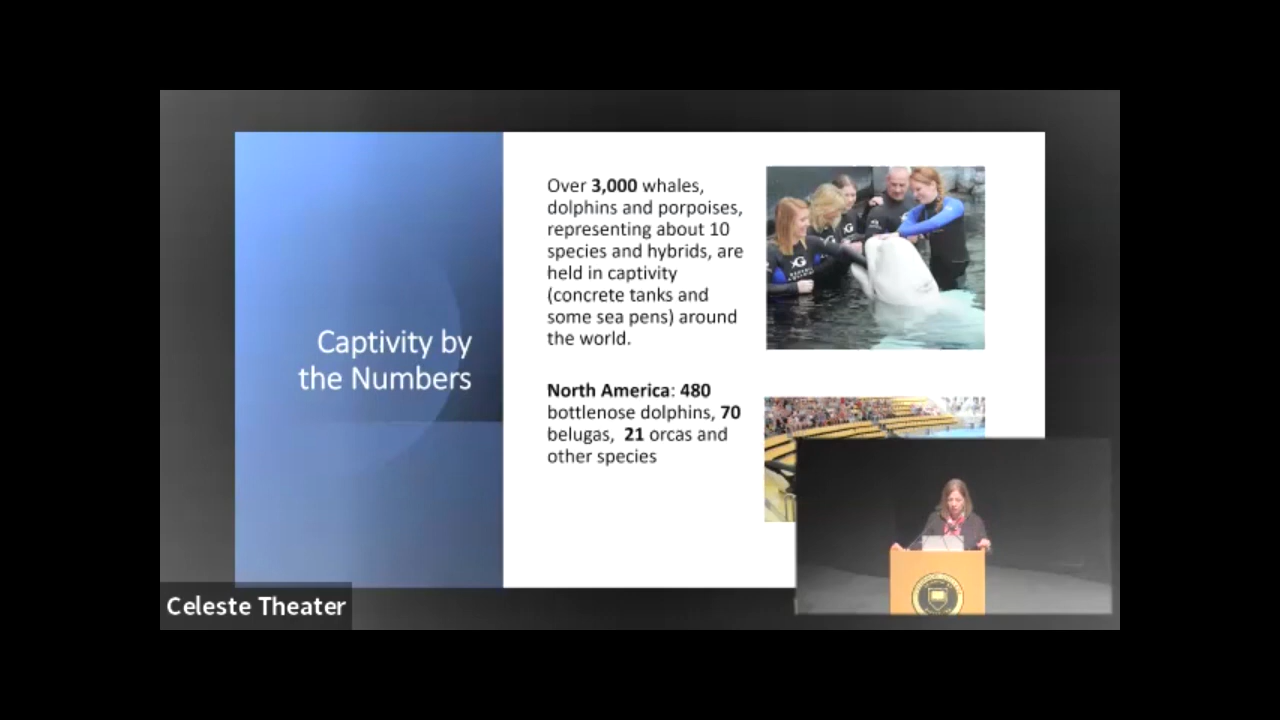 Captivity by
the Numbers
Over 3,000 whales,
dolphins and porpoises,
representing about 10
species and hybrids, are
held in captivity
(concrete tanks and
some sea pens) around
the world.
North America: 480
bottlenose dolphins, 70
belugas,  21 orcas and
other species
Celeste Theater